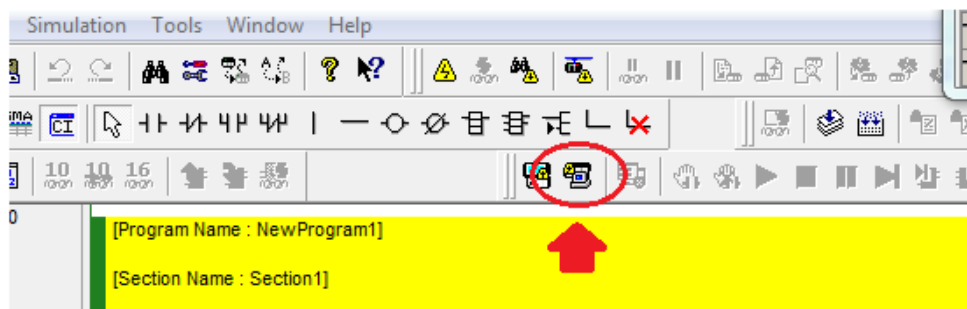 Simulation Tools Window Help
CI
10 10 16
0
[Program Name : NewProgram1]
[Section Name : Section1]